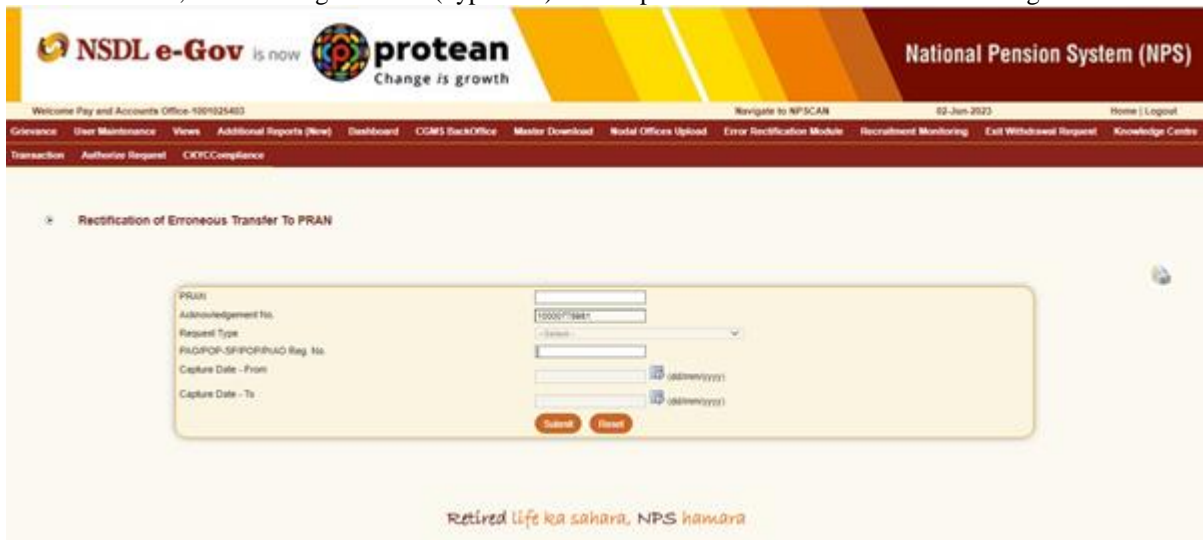 NSDL e-Gov is now protean
Change is growth
National Pension System (NPS)
Welcome Pay and Accounts Office-1001025403 Navigate to NPSCAN 02-Jun-2023 Home | Logout
Grievance User Maintenance Views Additional Reports (New) Dashboard CGMS BackOffice Master Download Nodal Offices Upload Error Rectification Module Recruitment Monitoring Exit Withdrawal Request Knowledge Centre
Transaction Authorize Request CKYCCompliance
Rectification of Erroneous Transfer To PRAN
PRAN
Acknowledgement No.
Request Type - Select -
PAO/POP-SP/POP/PrAO Reg. No.
Capture Date - From (dd/mm/yyyy)
Capture Date - To (dd/mm/yyyy)
Submit Reset
Retired life ka sahara, NPS hamara